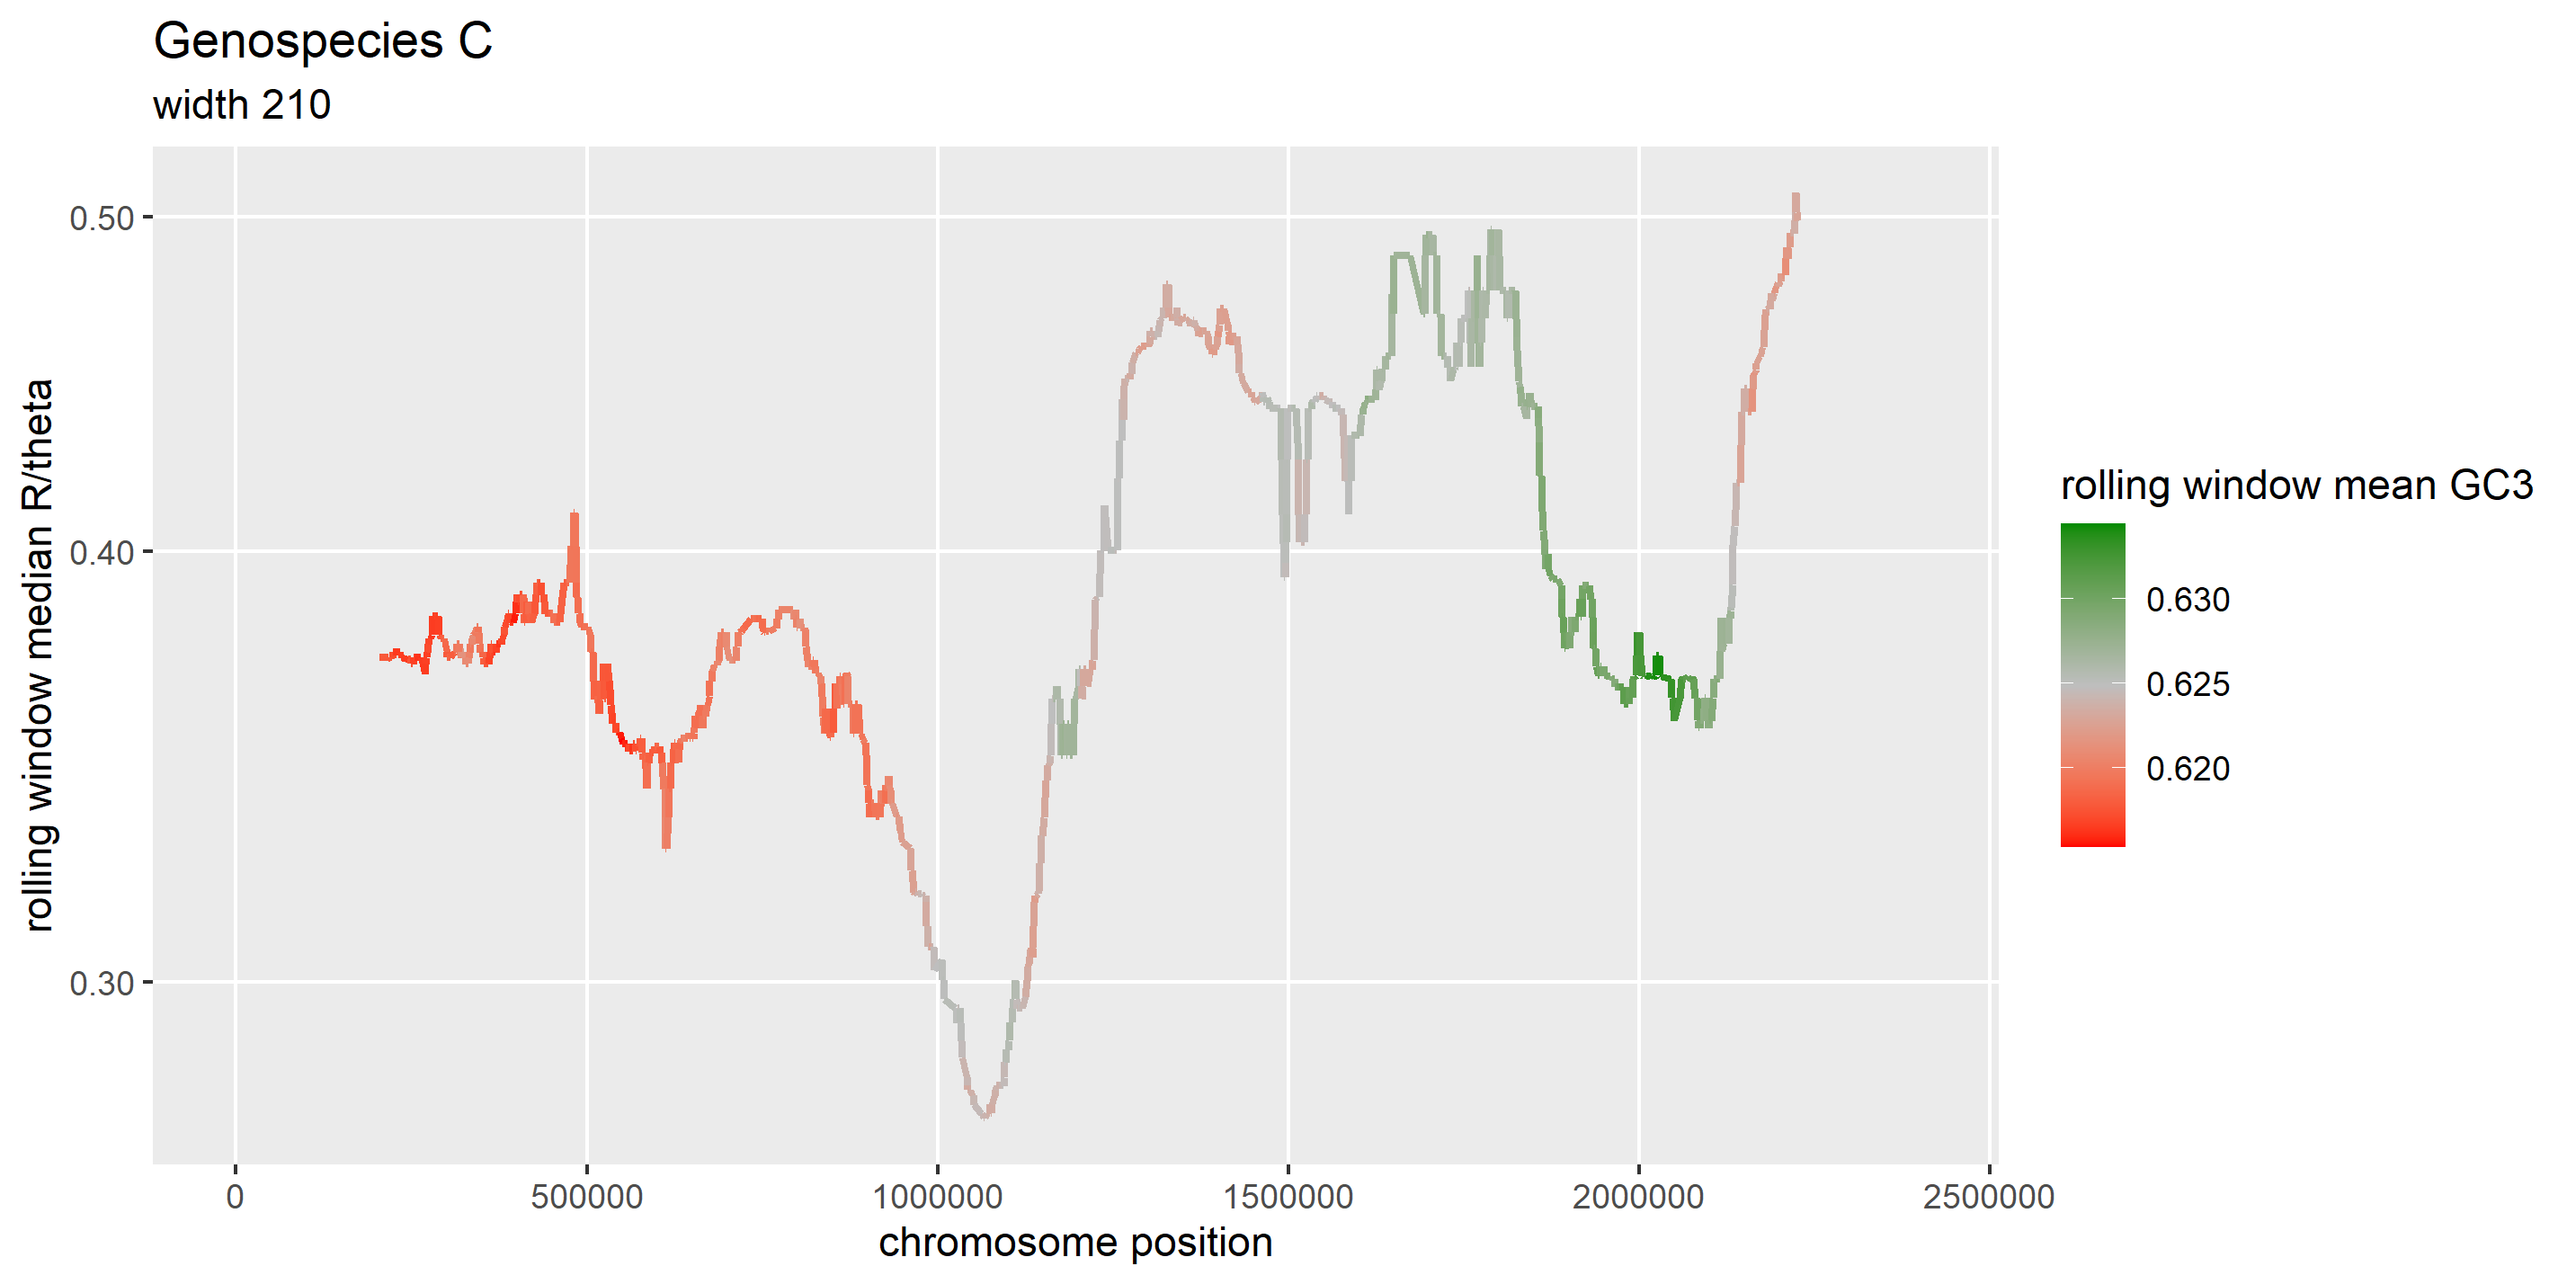 Genospecies C
width 210
rolling window median R/theta
0.50
0.40
0.30
0
500000
1000000
1500000
2000000
2500000
chromosome position
rolling window mean GC3
0.630
0.625
0.620